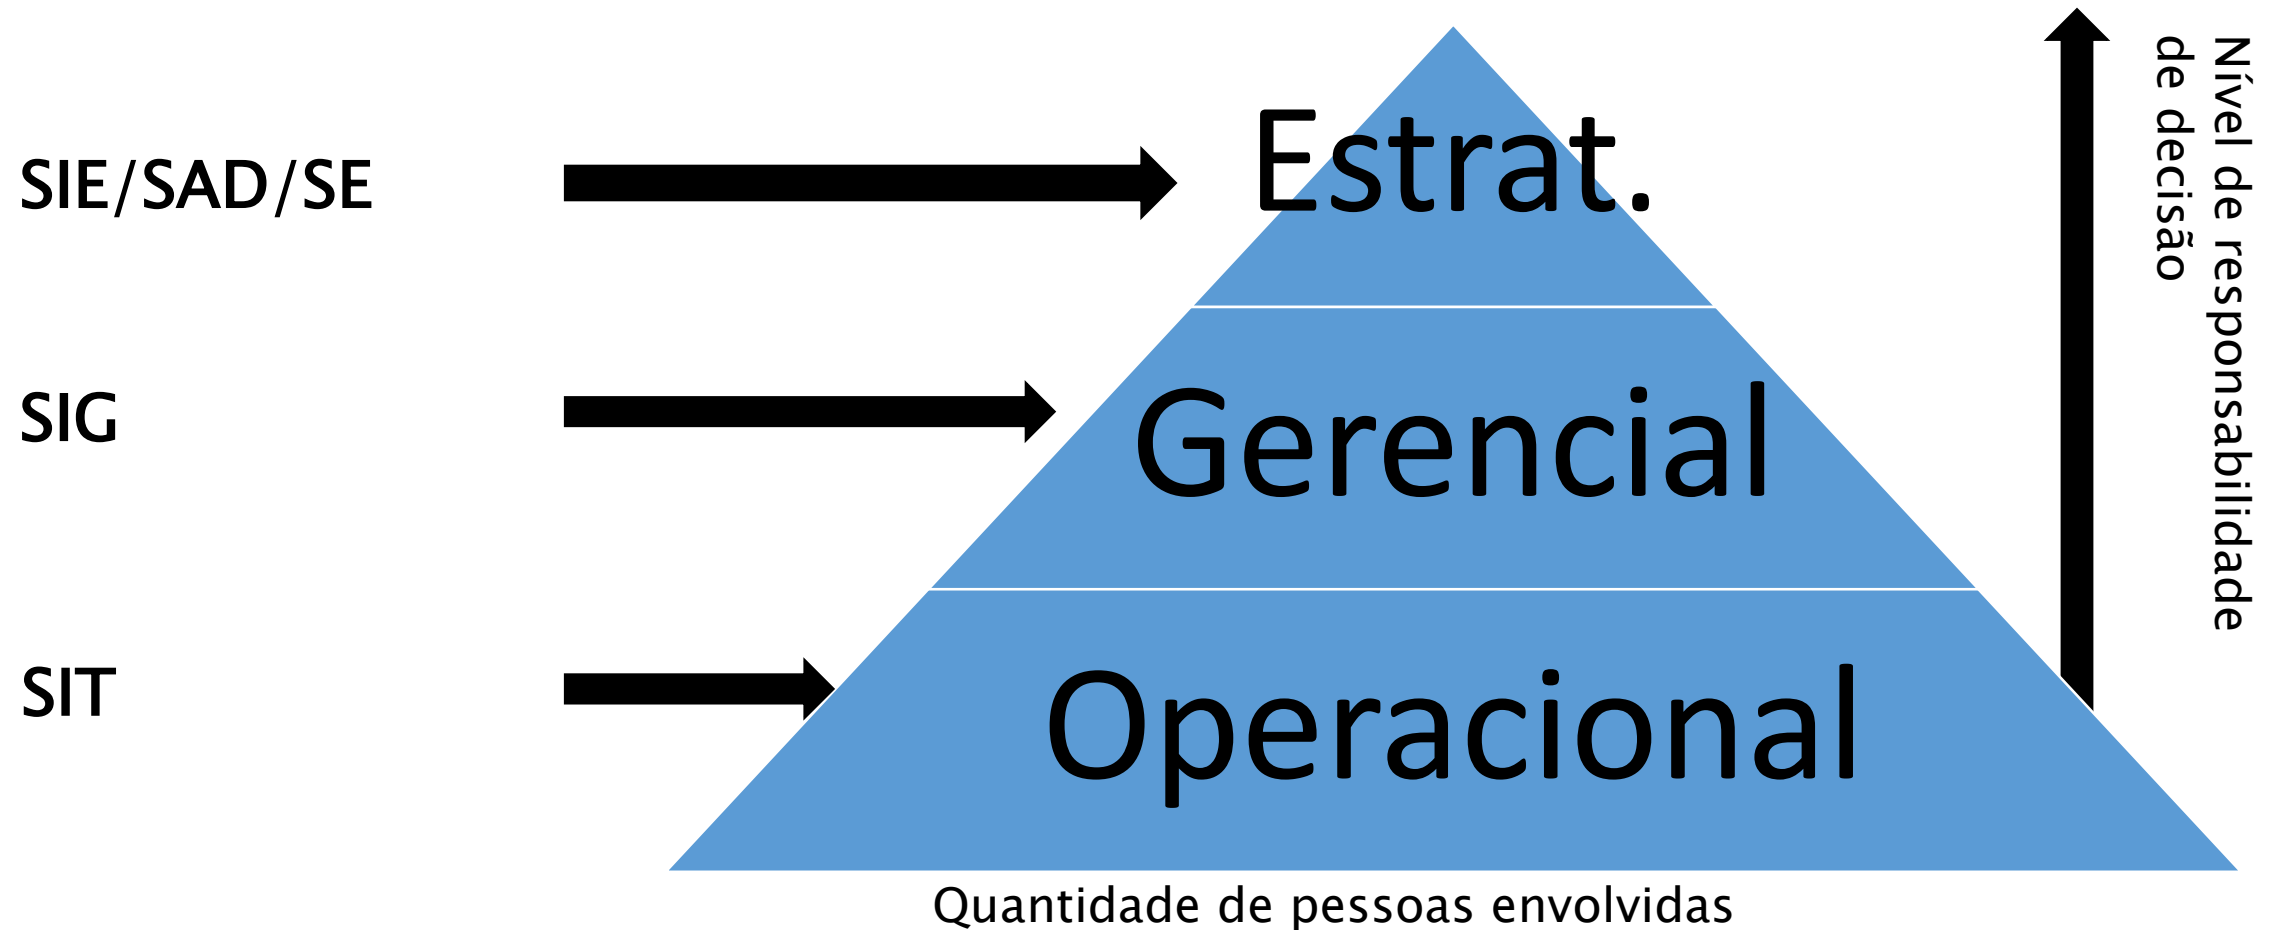 SIE/SAD/SE
Estrat.
Nível de responsabilidade
de decisão
SIG
Gerencial
SIT
Operacional
Quantidade de pessoas envolvidas